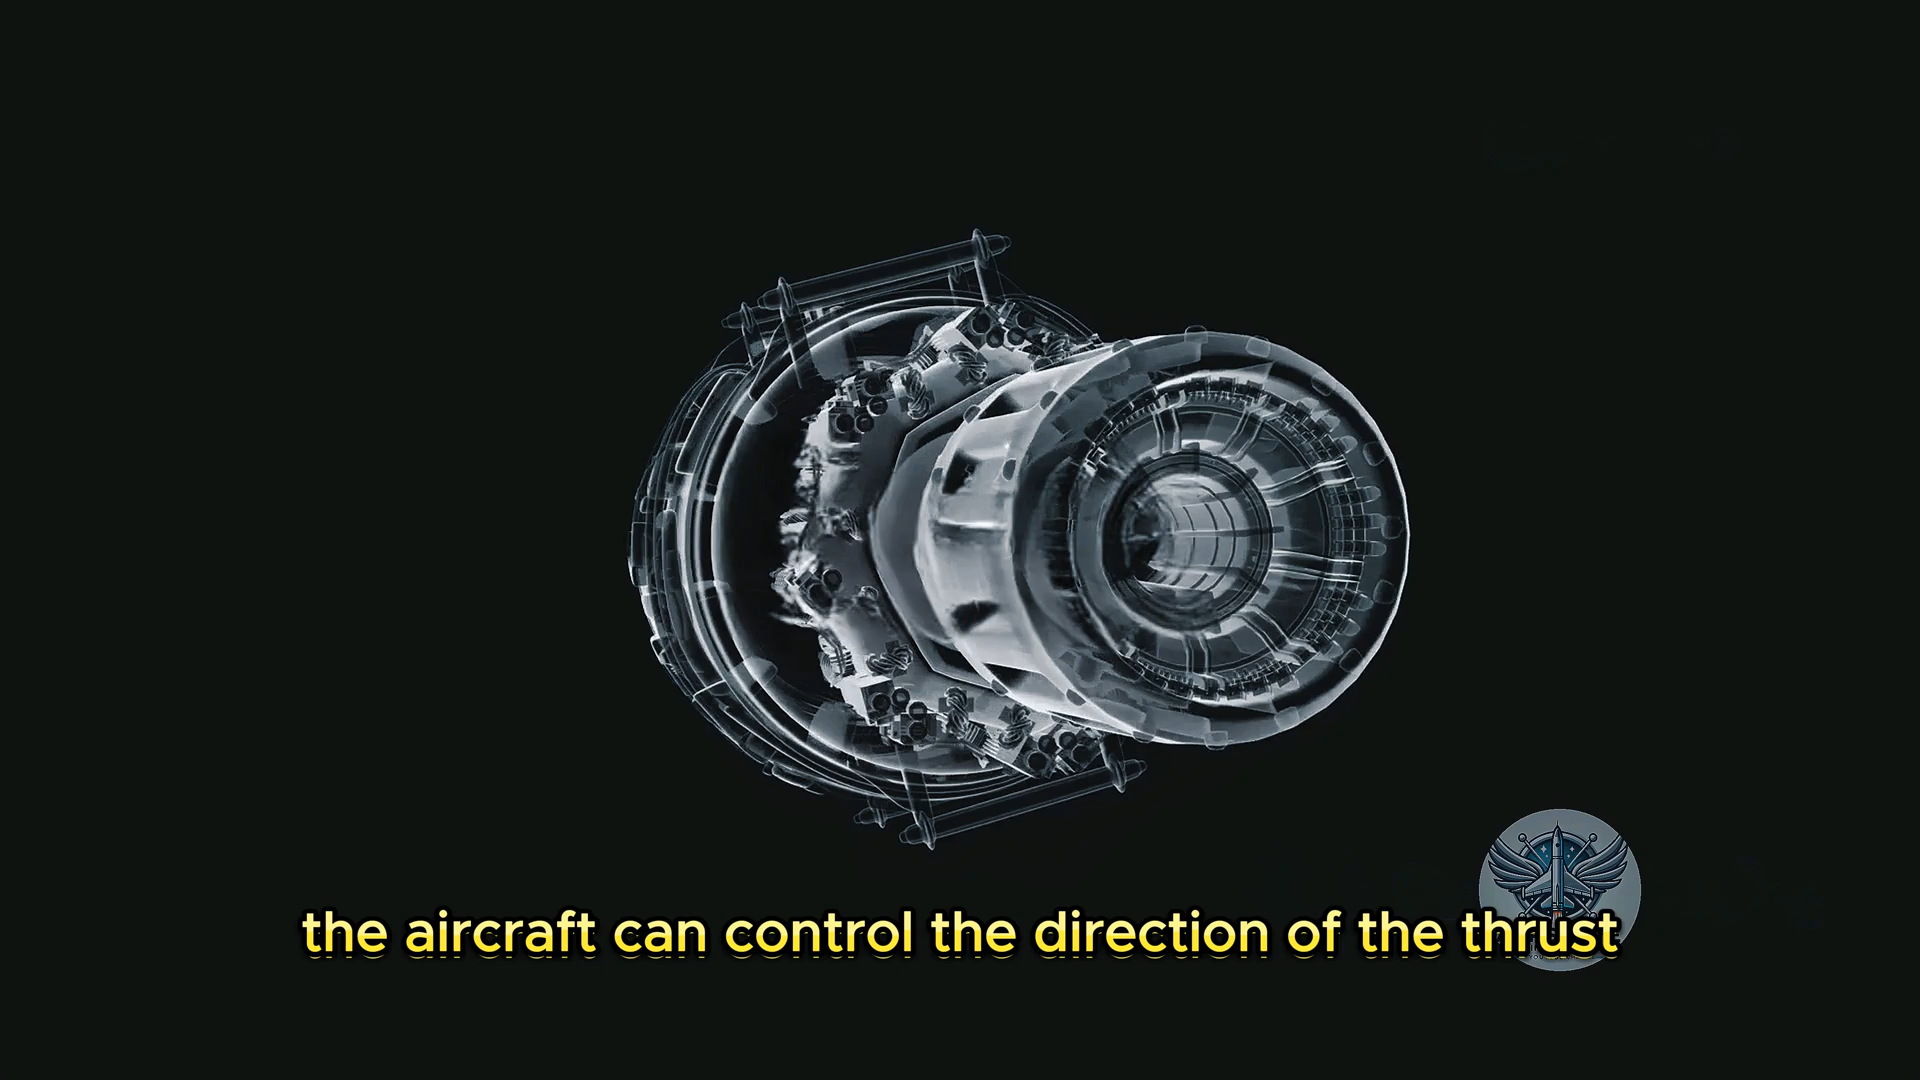 the aircraft can control the direction of the thrust